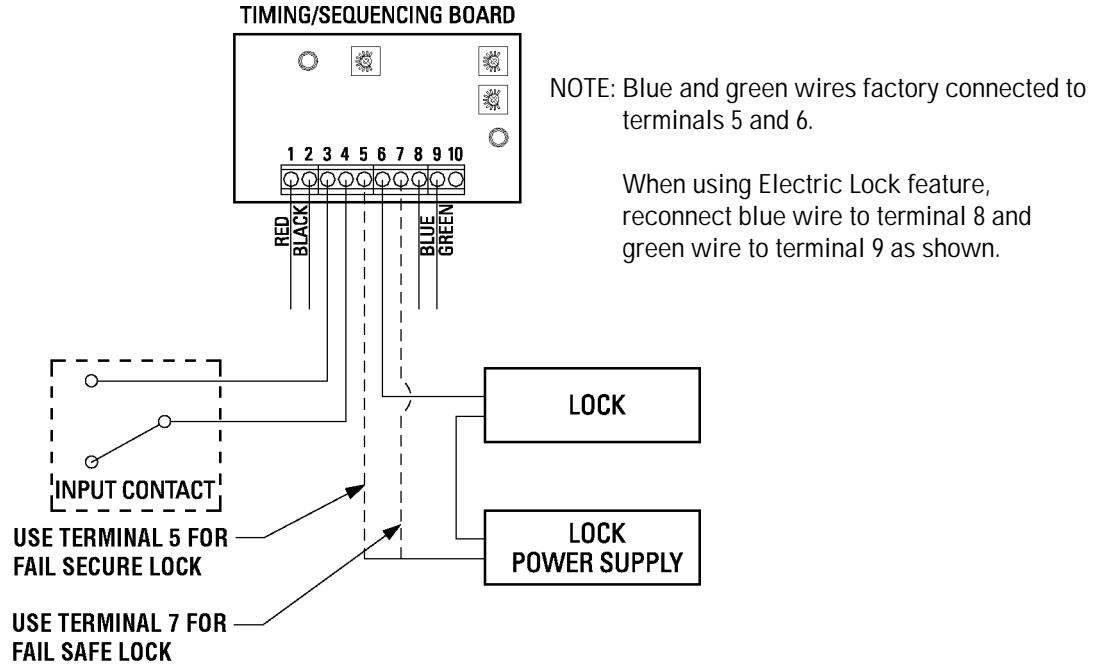 TIMING/SEQUENCING BOARD
NOTE: Blue and green wires factory connected to
terminals 5 and 6.
When using Electric Lock feature,
reconnect blue wire to terminal 8 and
green wire to terminal 9 as shown.
1 2 3 4 5 6 7 8 9 10
RED
BLACK
BLUE
GREEN
LOCK
INPUT CONTACT
USE TERMINAL 5 FOR
FAIL SECURE LOCK
LOCK
POWER SUPPLY
USE TERMINAL 7 FOR
FAIL SAFE LOCK